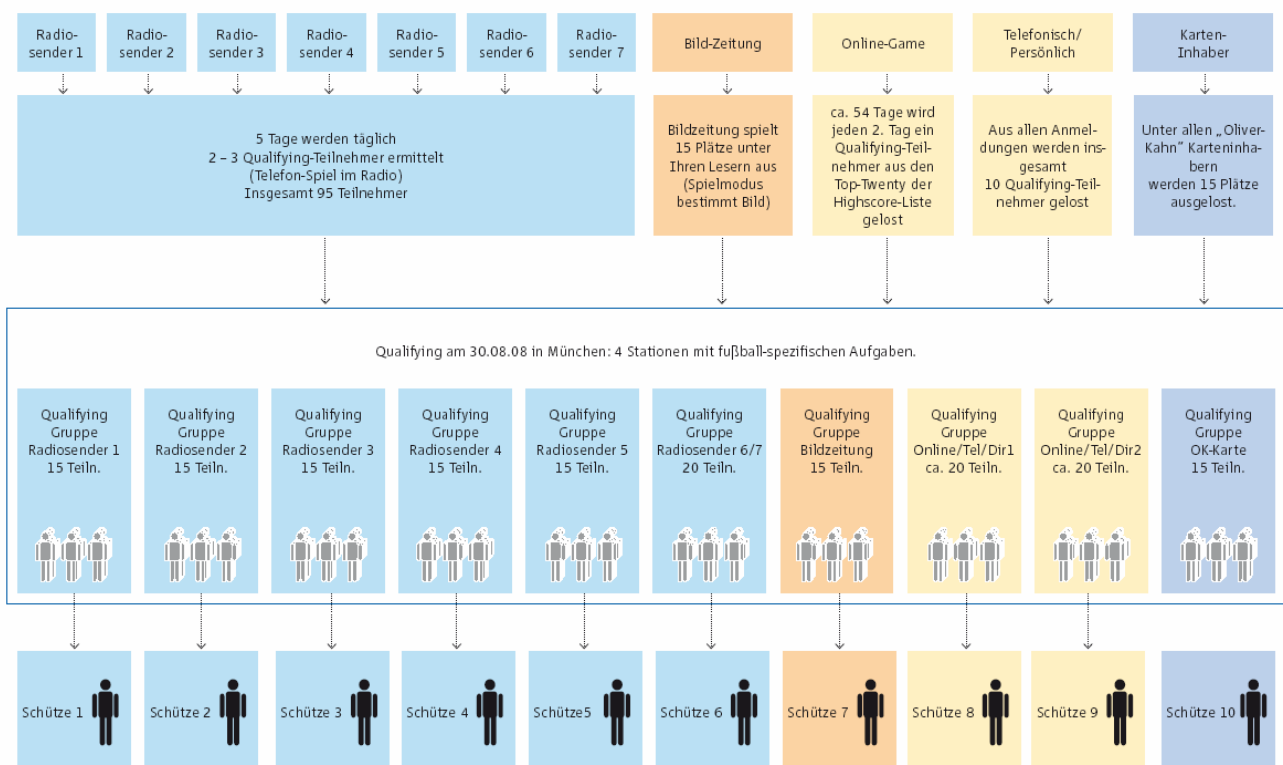 Radio-
sender 1
Radio-
sender 2
Radio-
sender 3
Radio-
sender 4
Radio-
sender 5
Radio-
sender 6
Radio-
sender 7
Bild-Zeitung
Online-Game
Telefonisch/
Persönlich
Karten-
Inhaber
5 Tage werden täglich
2 – 3 Qualifying-Teilnehmer ermittelt
(Telefon-Spiel im Radio)
Insgesamt 95 Teilnehmer
Bildzeitung spielt
15 Plätze unter
Ihren Lesern aus
(Spielmodus
bestimmt Bild)
ca. 54 Tage wird
jeden 2. Tag ein
Qualifying-Teil-
nehmer aus den
Top-Twenty der
Highscore-Liste
gelost
Aus allen Anmel-
dungen werden ins-
gesamt
10 Qualifying-Teil-
nehmer gelost
Unter allen „Oliver-
Kahn“ Karteninha-
bern
werden 15 Plätze
ausgelost.
Qualifying am 30.08.08 in München: 4 Stationen mit fußball-spezifischen Aufgaben.
Qualifying
Gruppe
Radiosender 1
15 Teiln.
Qualifying
Gruppe
Radiosender 2
15 Teiln.
Qualifying
Gruppe
Radiosender 3
15 Teiln.
Qualifying
Gruppe
Radiosender 4
15 Teiln.
Qualifying
Gruppe
Radiosender 5
15 Teiln.
Qualifying
Gruppe
Radiosender 6/7
20 Teiln.
Qualifying
Gruppe
Bildzeitung
15 Teiln.
Qualifying
Gruppe
Online/Tel/Dir1
ca. 20 Teiln.
Qualifying
Gruppe
Online/Tel/Dir2
ca. 20 Teiln.
Qualifying
Gruppe
OK-Karte
15 Teiln.
Schütze 1
Schütze 2
Schütze 3
Schütze 4
Schütze5
Schütze 6
Schütze 7
Schütze 8
Schütze 9
Schütze 10